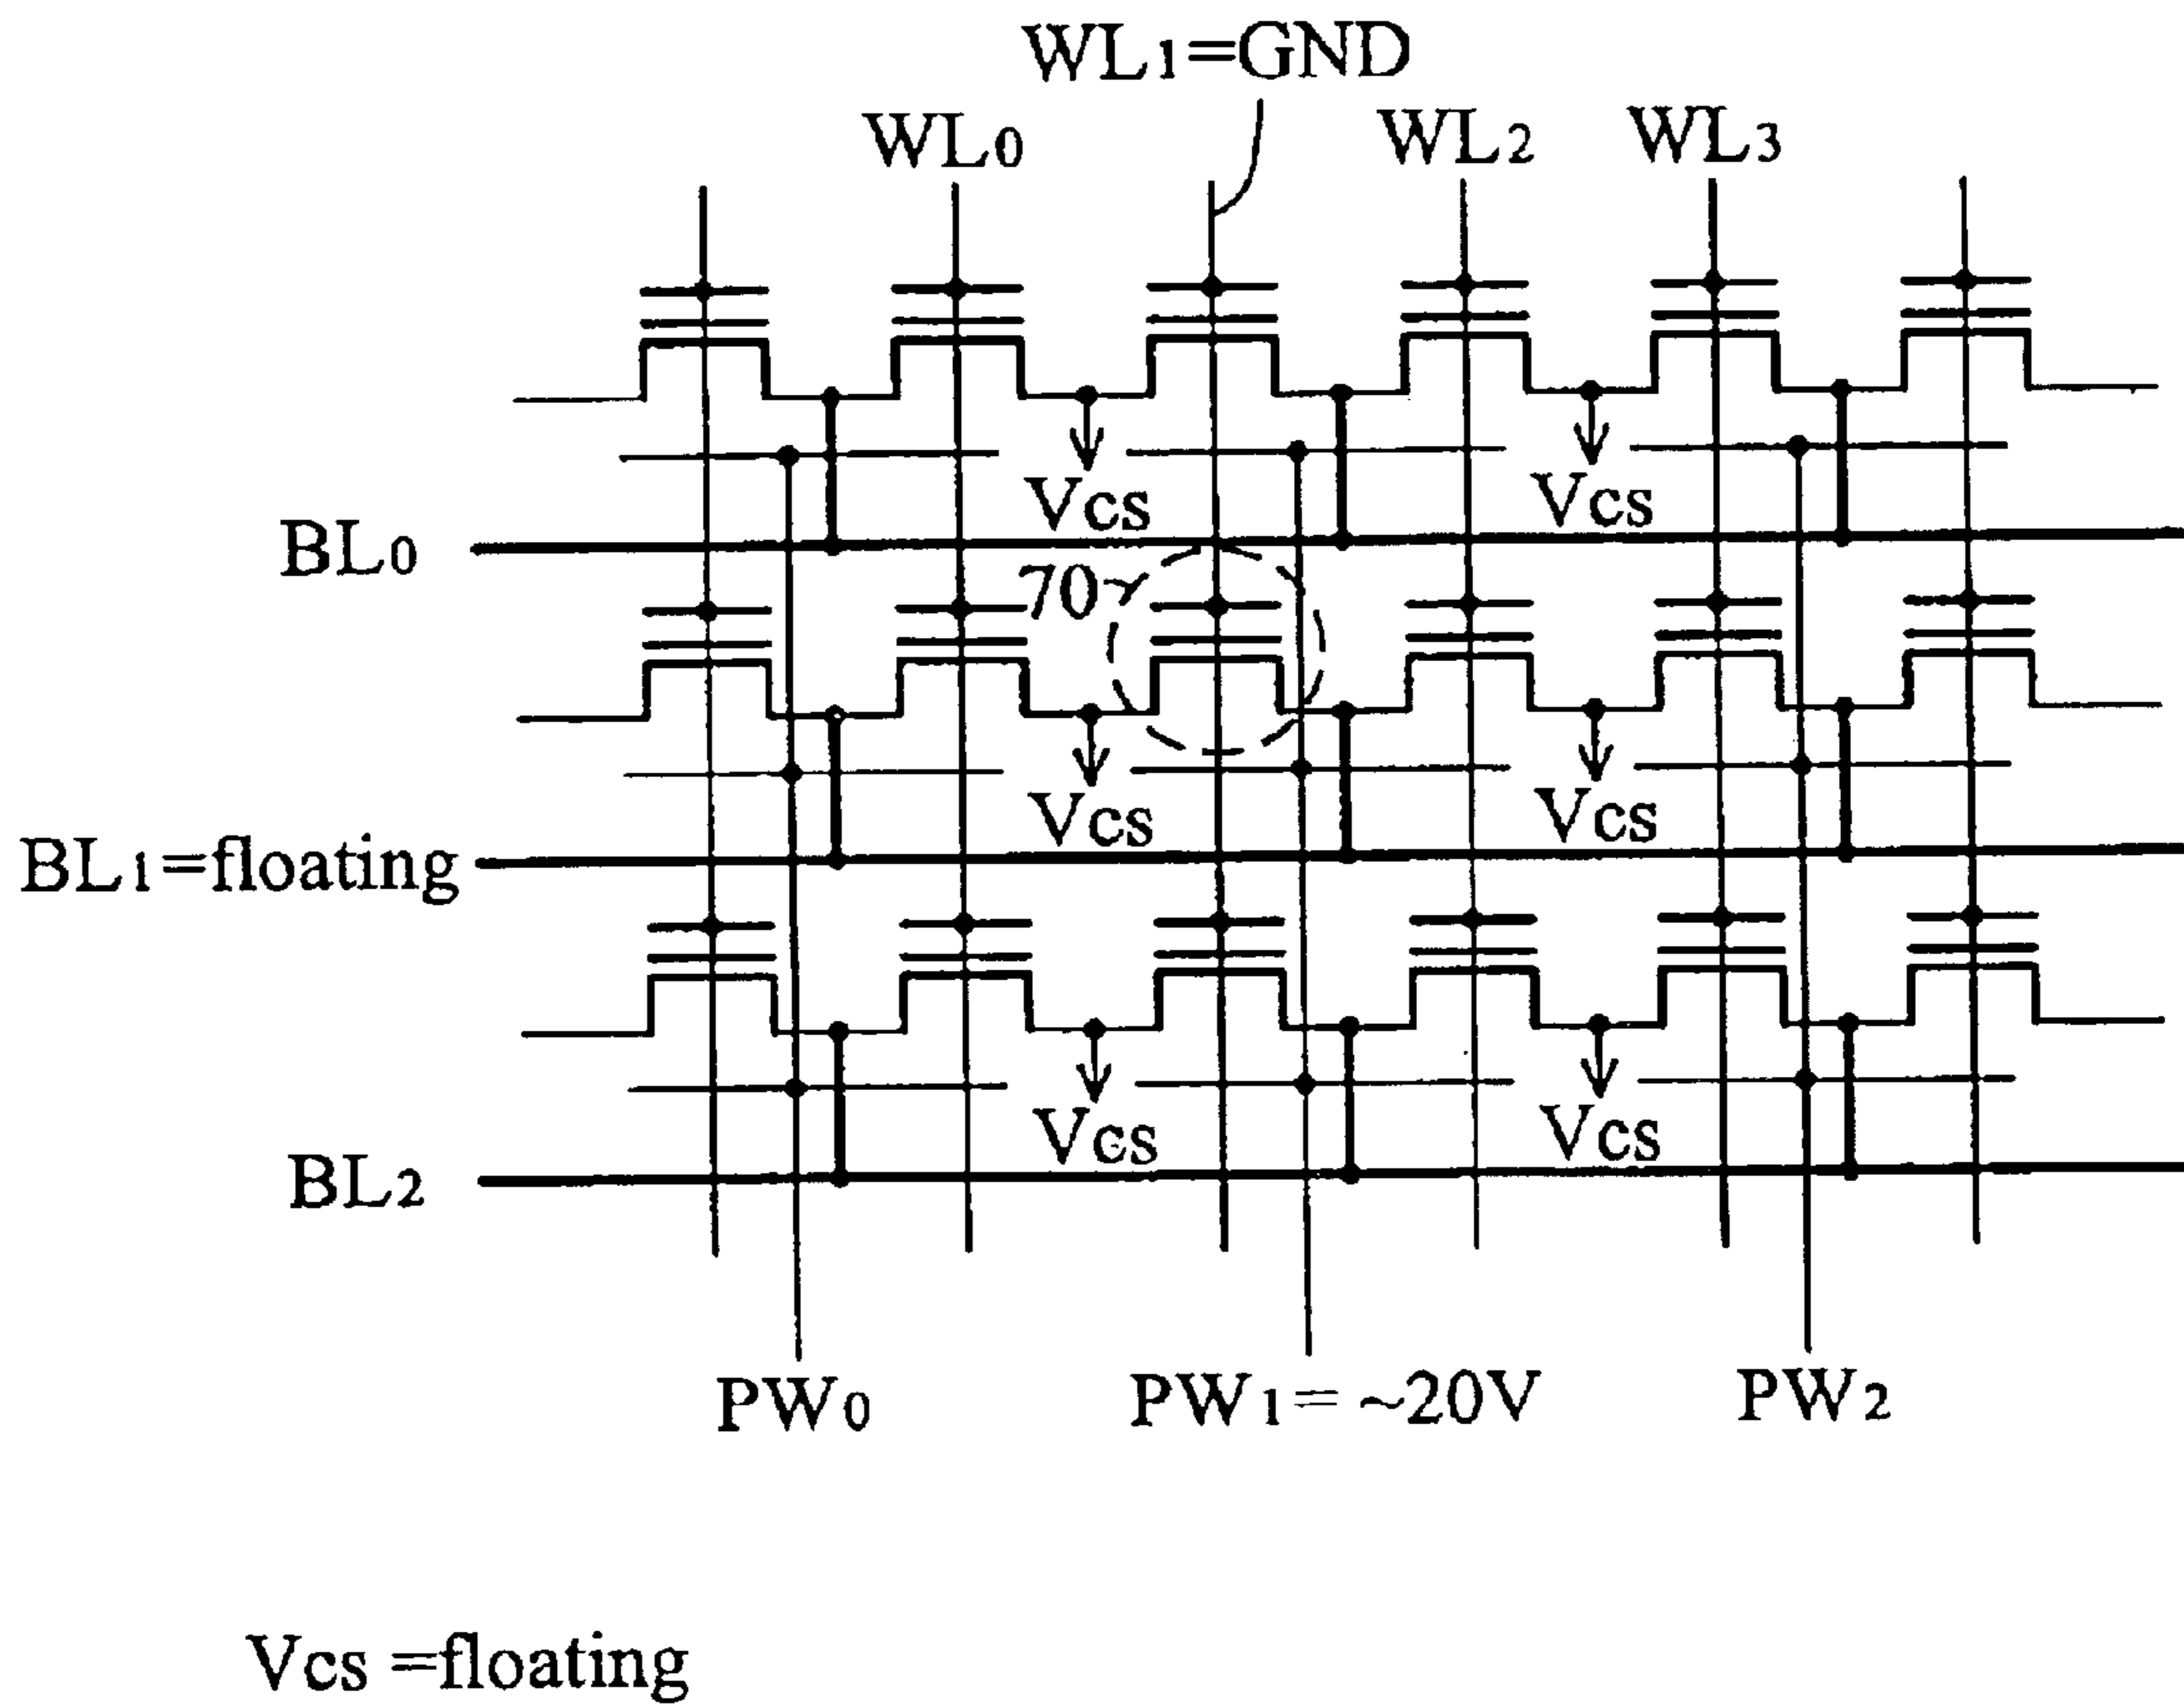 WL1=GND
WL0 WL2 WL3
Vcs Vcs
BL0
70
Vcs Vcs
BL1=floating
Vcs Vcs
BL2
PW0 PW1= ~20V PW2
Vcs =floating